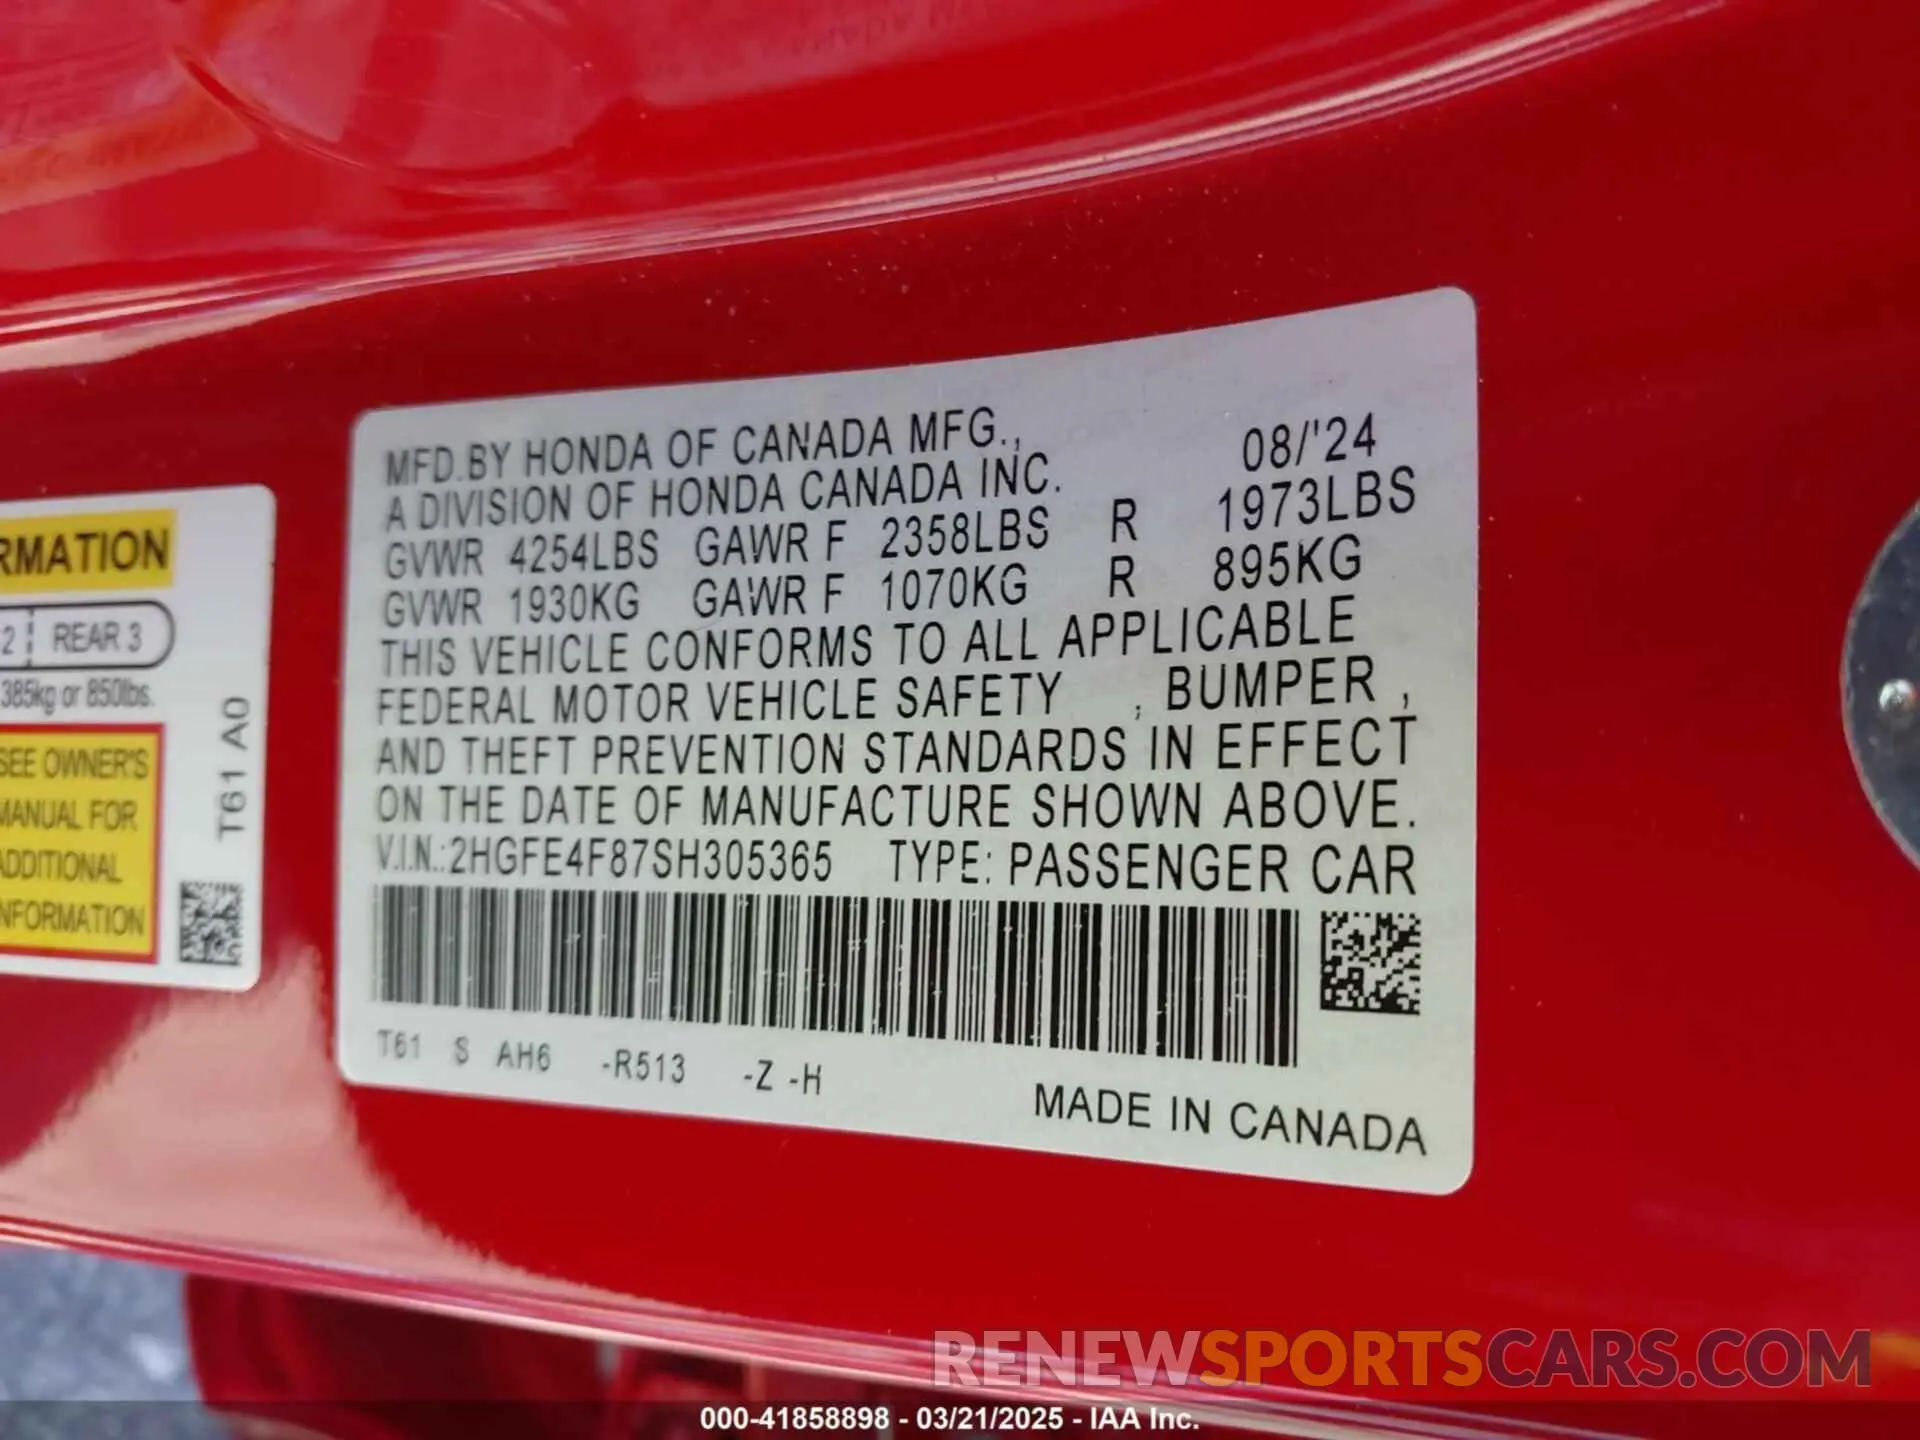 MFD.BY HONDA OF CANADA MFG., 08/'24
A DIVISION OF HONDA CANADA INC.
GVWR 4254LBS GAWR F 2358LBS R 1973LBS
GVWR 1930KG GAWR F 1070KG R 895KG
THIS VEHICLE CONFORMS TO ALL APPLICABLE
FEDERAL MOTOR VEHICLE SAFETY , BUMPER ,
AND THEFT PREVENTION STANDARDS IN EFFECT
ON THE DATE OF MANUFACTURE SHOWN ABOVE.
V.I.N.:2HGFE4F87SH305365 TYPE: PASSENGER CAR
T61 S AH6 -R513 -Z -H
MADE IN CANADA
RMATION
2 REAR 3
385kg or 850lbs.
SEE OWNER'S
MANUAL FOR
ADDITIONAL
NFORMATION
T61 A0
RENEWSPORTSCARS.COM
000-41858898 - 03/21/2025 - IAA Inc.